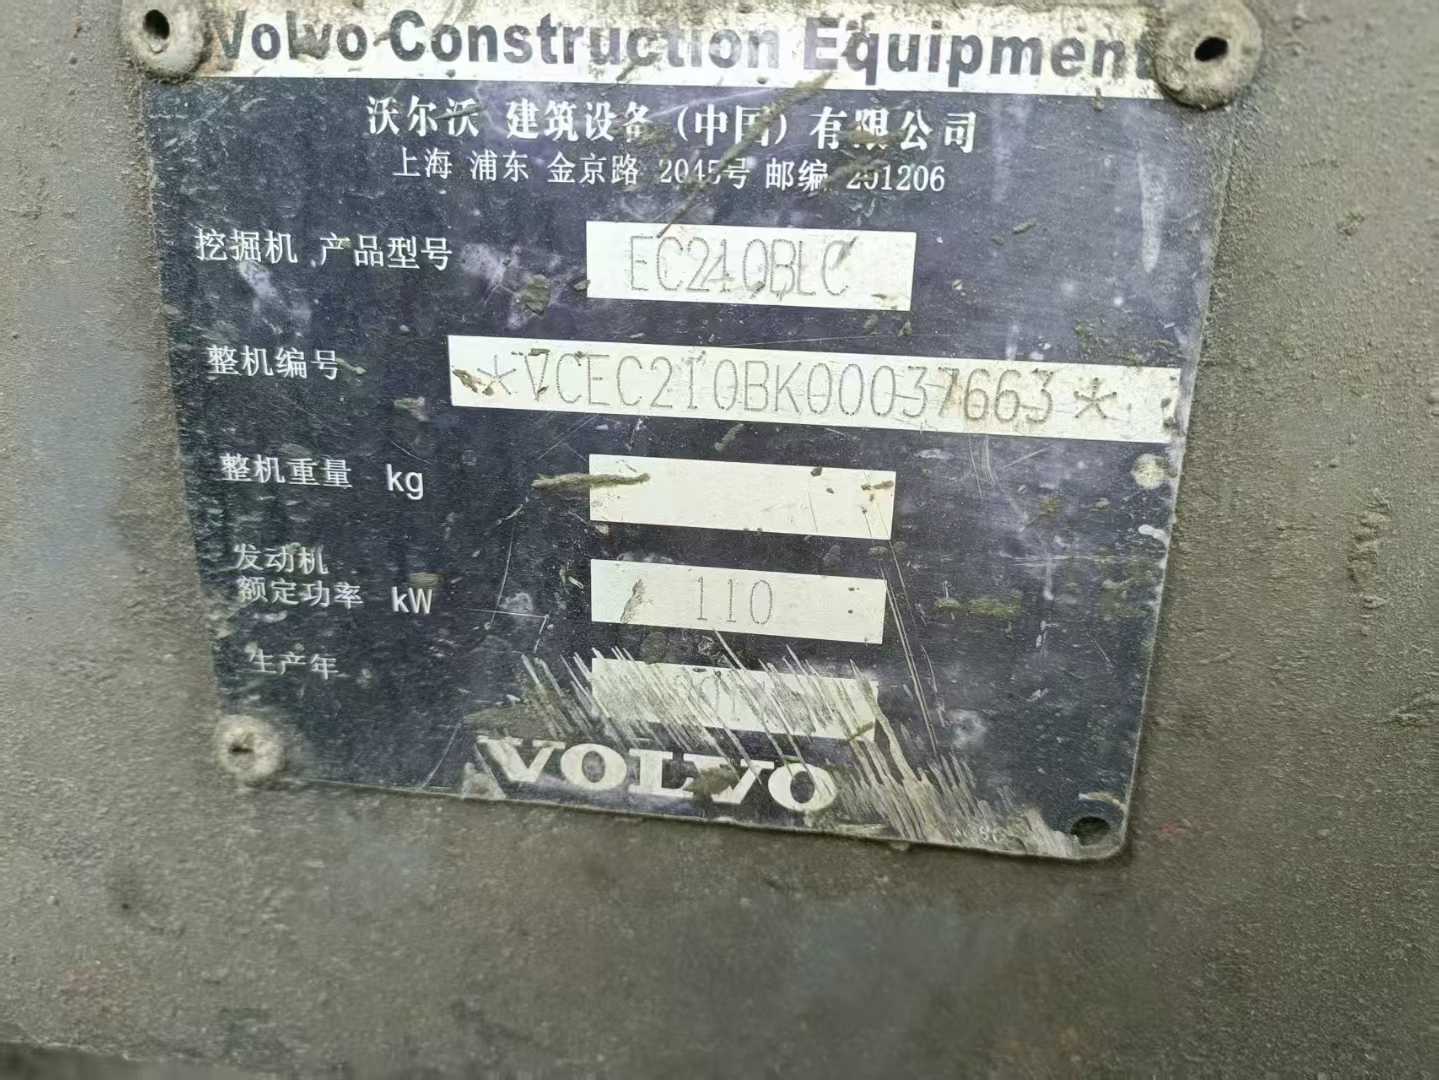 Volvo Construction Equipment
沃尔沃 建筑设备（中国）有限公司
上海 浦东 金京路 2045号 邮编 201206
挖掘机 产品型号 EC210BLC
整机编号 *VCEC210BK00037663*
整机重量 kg
发动机
额定功率 kW 110
生产年
VOLVO